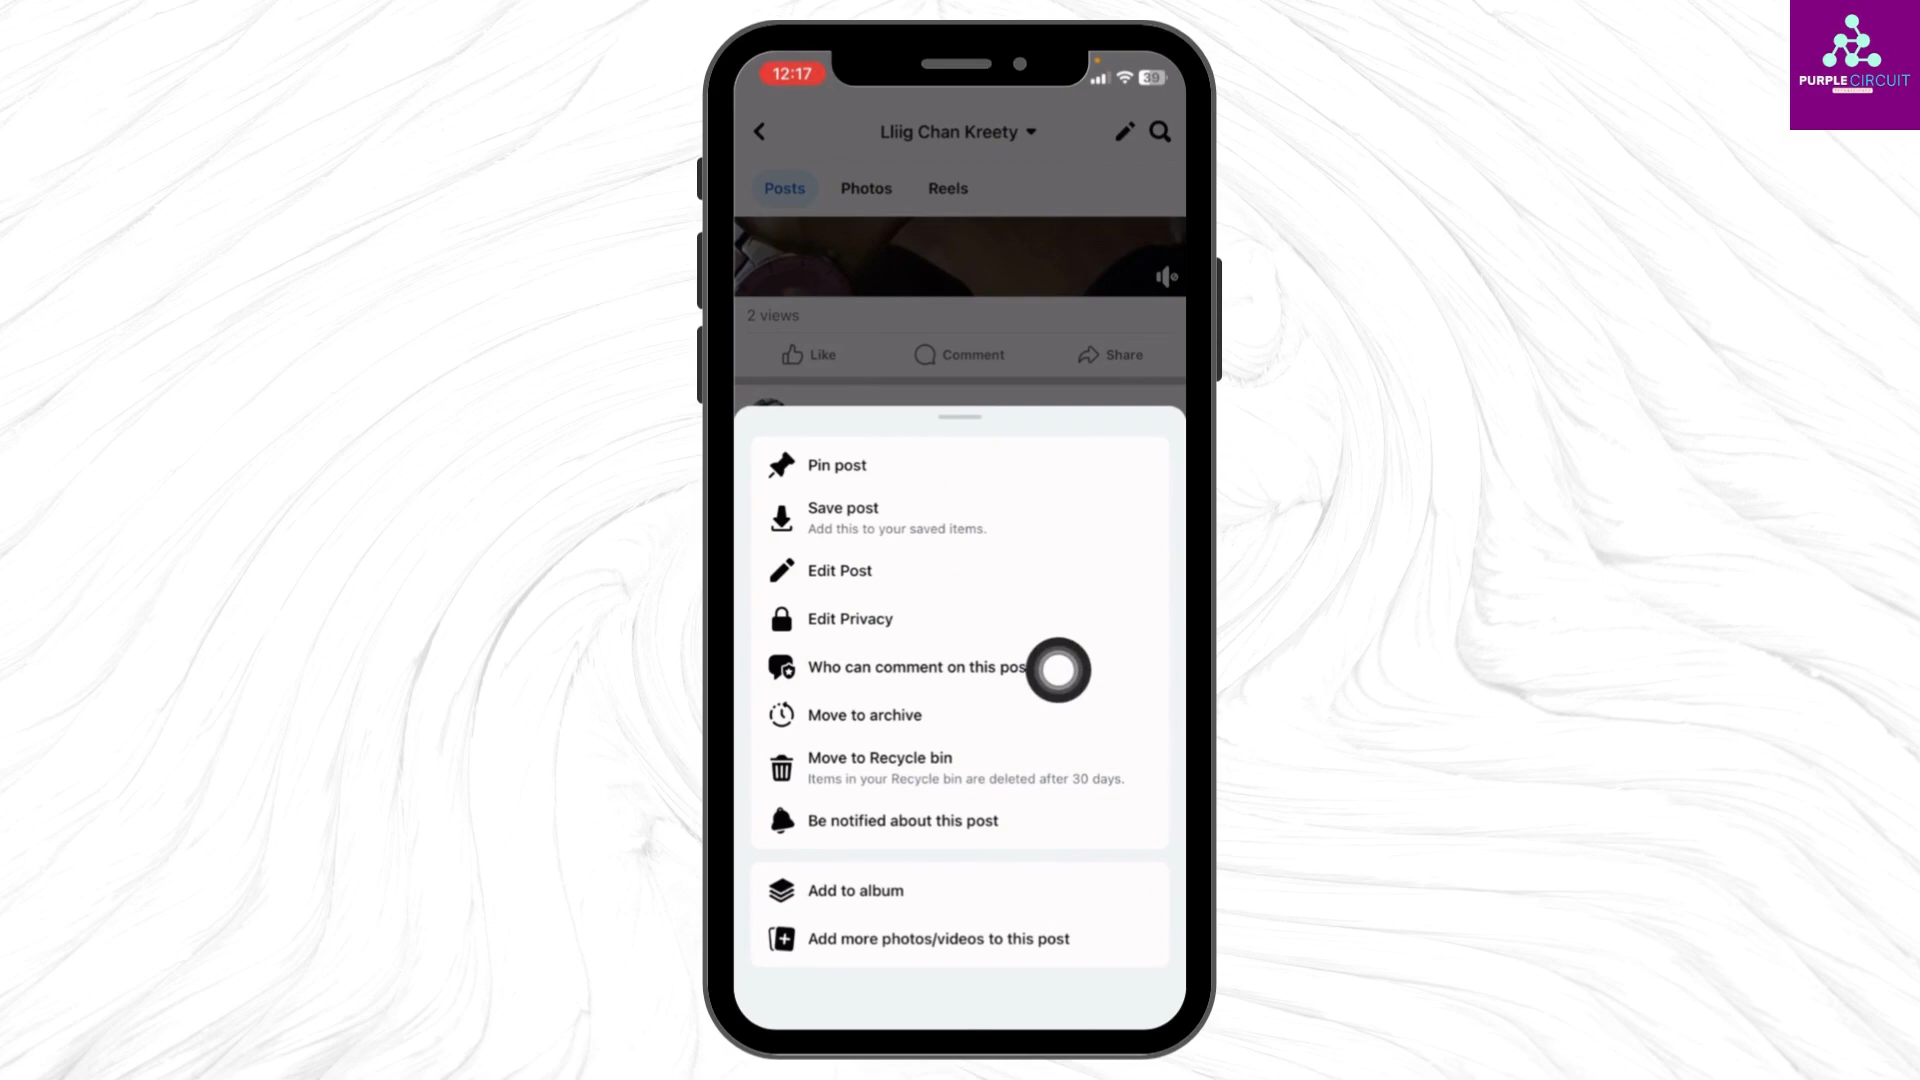 12:17
39
PURPLE CIRCUIT
Lliig Chan Kreety
Posts Photos Reels
2 views
Like Comment Share
Pin post
Save post
Add this to your saved items.
Edit Post
Edit Privacy
Who can comment on this pos
Move to archive
Move to Recycle bin
Items in your Recycle bin are deleted after 30 days.
Be notified about this post
Add to album
Add more photos/videos to this post